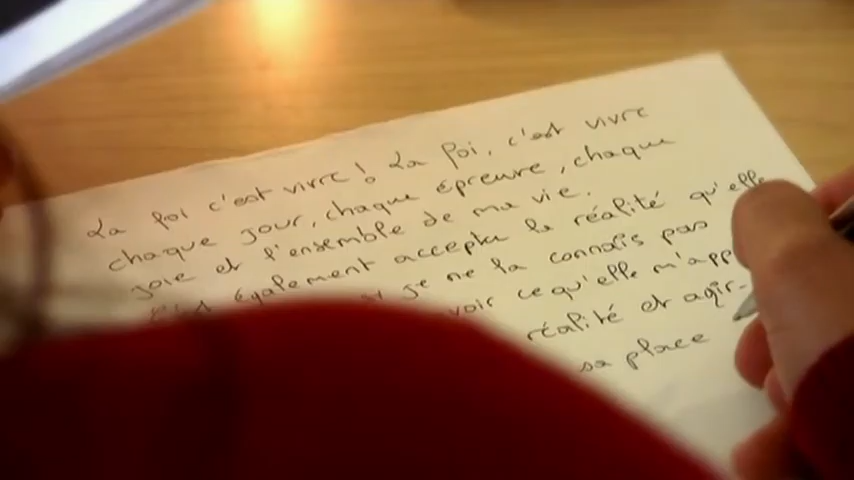 La foi c'est vivre! La foi, c'est vivre
chaque jour, chaque épreuve, chaque
joie et l'ensemble de ma vie.
C'est également accepter la réalité qu'elle
je ne la connais pas
voir ce qu'elle m'app
réalité et agir
sa place